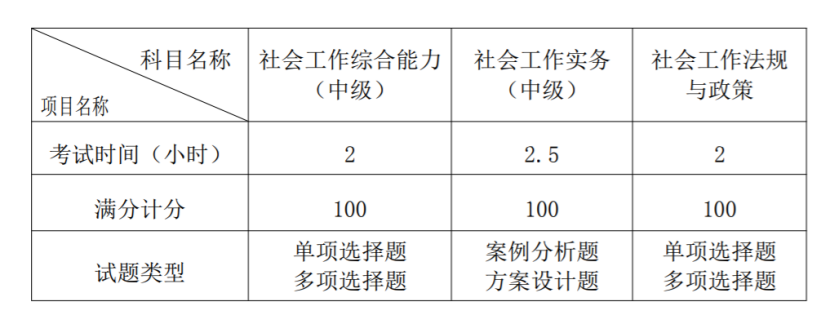 科目名称
项目名称
社会工作综合能力
（中级）
社会工作实务
（中级）
社会工作法规
与政策
考试时间（小时）
2
2.5
2
满分计分
100
100
100
试题类型
单项选择题
多项选择题
案例分析题
方案设计题
单项选择题
多项选择题